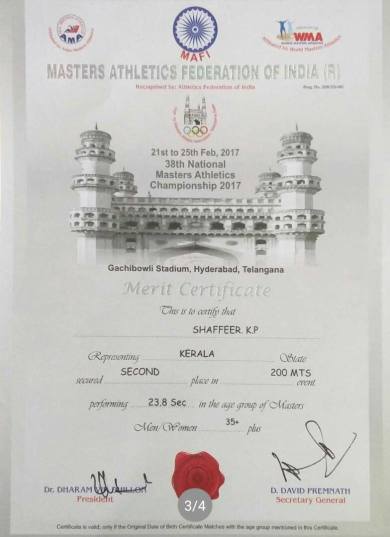 AMA
MAFI
WMA
MASTERS ATHLETICS FEDERATION OF INDIA (R)
Recognised by: Athletics Federation of India
21st to 25th Feb, 2017
38th National
Masters Athletics
Championship 2017
Gachibowli Stadium, Hyderabad, Telangana
Merit Certificate
This is to certify that
SHAFFEER. K.P
Representing KERALA State
secured SECOND place in 200 MTS event
performing 23.8 Sec in the age group of Masters
Men/Women 35+ plus
Dr. DHARAM
President
D. DAVID PREMNATH
Secretary General
3/4
Certificate is valid, only if the Original Date of Birth Certificate Matches with the age group mentioned in this Certificate.